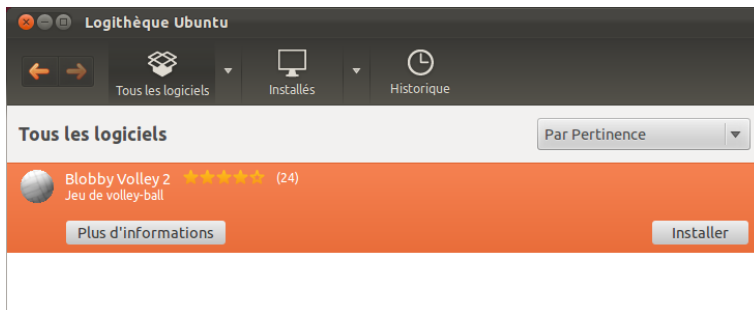 Logithèque Ubuntu
Tous les logiciels
Installés
Historique
Tous les logiciels
Par Pertinence
Blobby Volley 2 (24)
Jeu de volley-ball
Plus d'informations
Installer